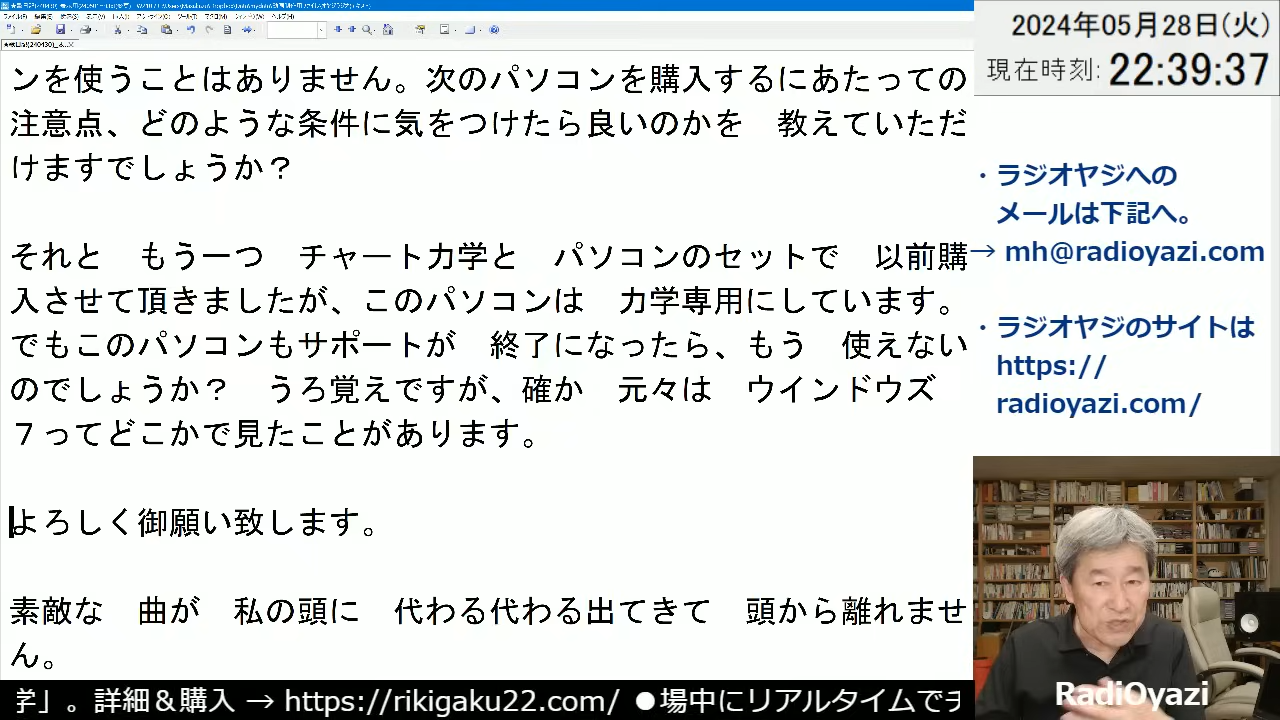 ンを使うことはありません。次のパソコンを購入するにあたっての
注意点、どのような条件に気をつけたら良いのかを　教えていただ
けますでしょうか？
それと　もう一つ　チャート力学と　パソコンのセットで　以前購
入させて頂きましたが、このパソコンは　力学専用にしています。
でもこのパソコンもサポートが　終了になったら、もう　使えない
のでしょうか？　うろ覚えですが、確か　元々は　ウインドウズ
７ってどこかで見たことがあります。
よろしく御願い致します。
素敵な　曲が　私の頭に　代わる代わる出てきて　頭から離れませ
ん。
2024年05月28日(火)
現在時刻: 22:39:37
・ラジオヤジへの
メールは下記へ。
→ mh@radioyazi.com
・ラジオヤジのサイトは
https://
radioyazi.com/
RadiOyazi
学」。詳細＆購入 → https://rikigaku22.com/ ●場中にリアルタイムでチ